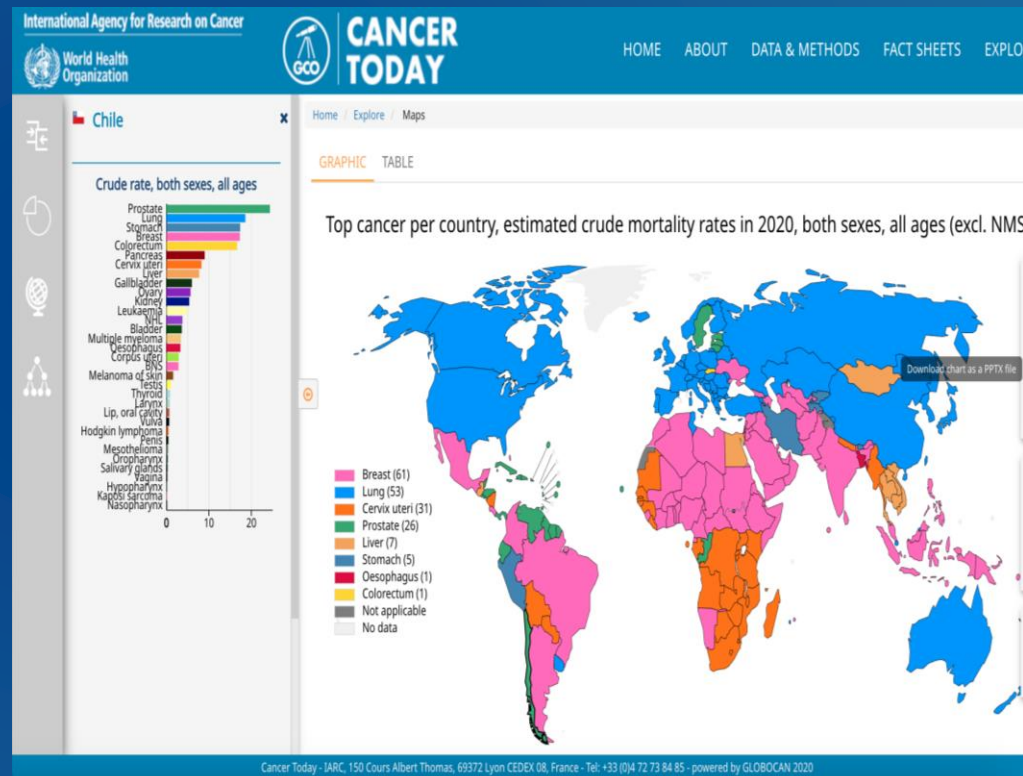 International Agency for Research on Cancer
World Health
Organization
GCO
CANCER
TODAY
HOME ABOUT DATA & METHODS FACT SHEETS EXPLO
Chile
x
Home / Explore / Maps
GRAPHIC TABLE
Crude rate, both sexes, all ages
Prostate
Lung
Stomach
Breast
Colorectum
Pancreas
Cervix uteri
Liver
Gallbladder
Ovary
Kidney
Leukaemia
NHL
Bladder
Multiple myeloma
Oesophagus
Corpus uteri
BNS
Melanoma of skin
Testis
Thyroid
Larynx
Lip, oral cavity
Vulva
Hodgkin lymphoma
Penis
Mesothelioma
Oropharynx
Salivary glands
Vagina
Hypopharynx
Kaposi sarcoma
Nasopharynx
0 10 20
Top cancer per country, estimated crude mortality rates in 2020, both sexes, all ages (excl. NMS
Download chart as a PPTX file
Breast (61)
Lung (53)
Cervix uteri (31)
Prostate (26)
Liver (7)
Stomach (5)
Oesophagus (1)
Colorectum (1)
Not applicable
No data
Cancer Today - IARC, 150 Cours Albert Thomas, 69372 Lyon CEDEX 08, France - Tel: +33 (0)4 72 73 84 85 - powered by GLOBOCAN 2020